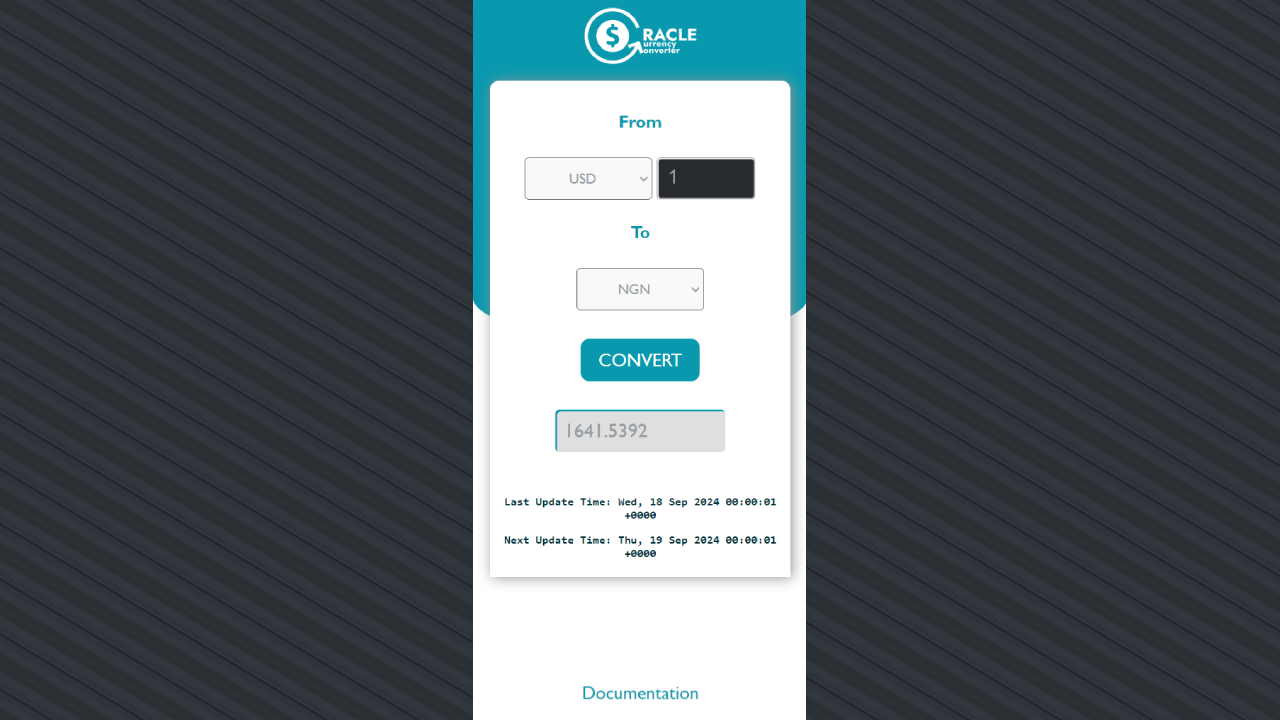 $
RACLE
urrency
onverter
From
USD 1
To
NGN
CONVERT
1641.5392
Last Update Time: Wed, 18 Sep 2024 00:00:01
+0000
Next Update Time: Thu, 19 Sep 2024 00:00:01
+0000
Documentation